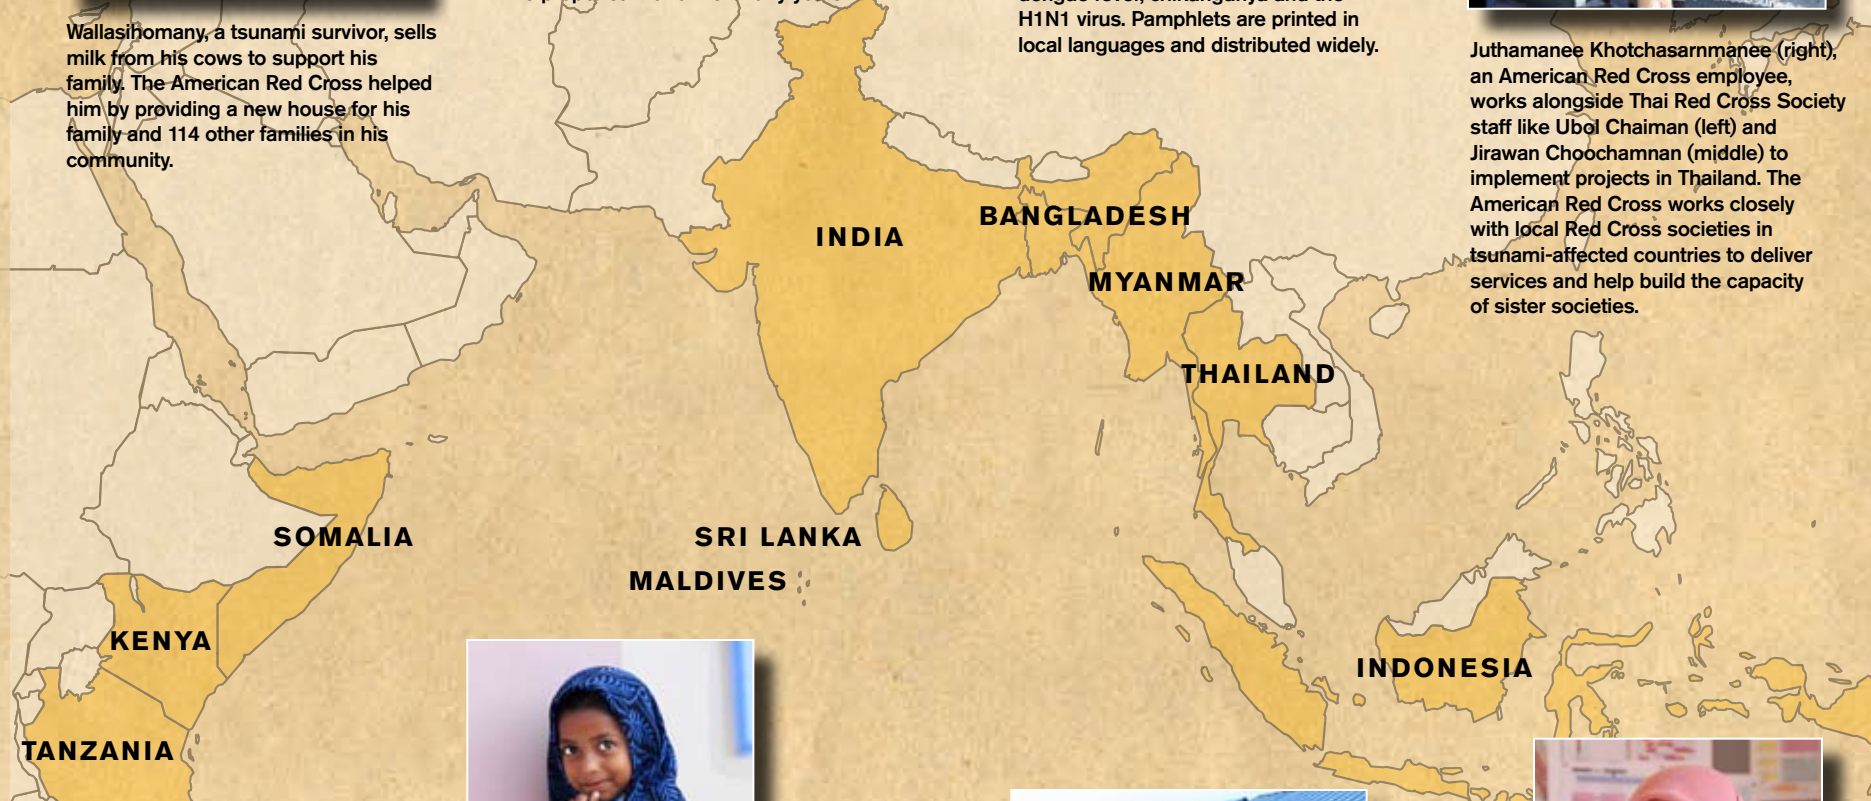 Wallasihomany, a tsunami survivor, sells
milk from his cows to support his
family. The American Red Cross helped
him by providing a new house for his
family and 114 other families in his
community.
H1N1 virus. Pamphlets are printed in
local languages and distributed widely.
Juthamanee Khotchasarnmanee (right),
an American Red Cross employee,
works alongside Thai Red Cross Society
staff like Ubol Chaiman (left) and
Jirawan Choochamnan (middle) to
implement projects in Thailand. The
American Red Cross works closely
with local Red Cross societies in
tsunami-affected countries to deliver
services and help build the capacity
of sister societies.
INDIA
BANGLADESH
MYANMAR
THAILAND
SOMALIA
SRI LANKA
MALDIVES
KENYA
INDONESIA
TANZANIA